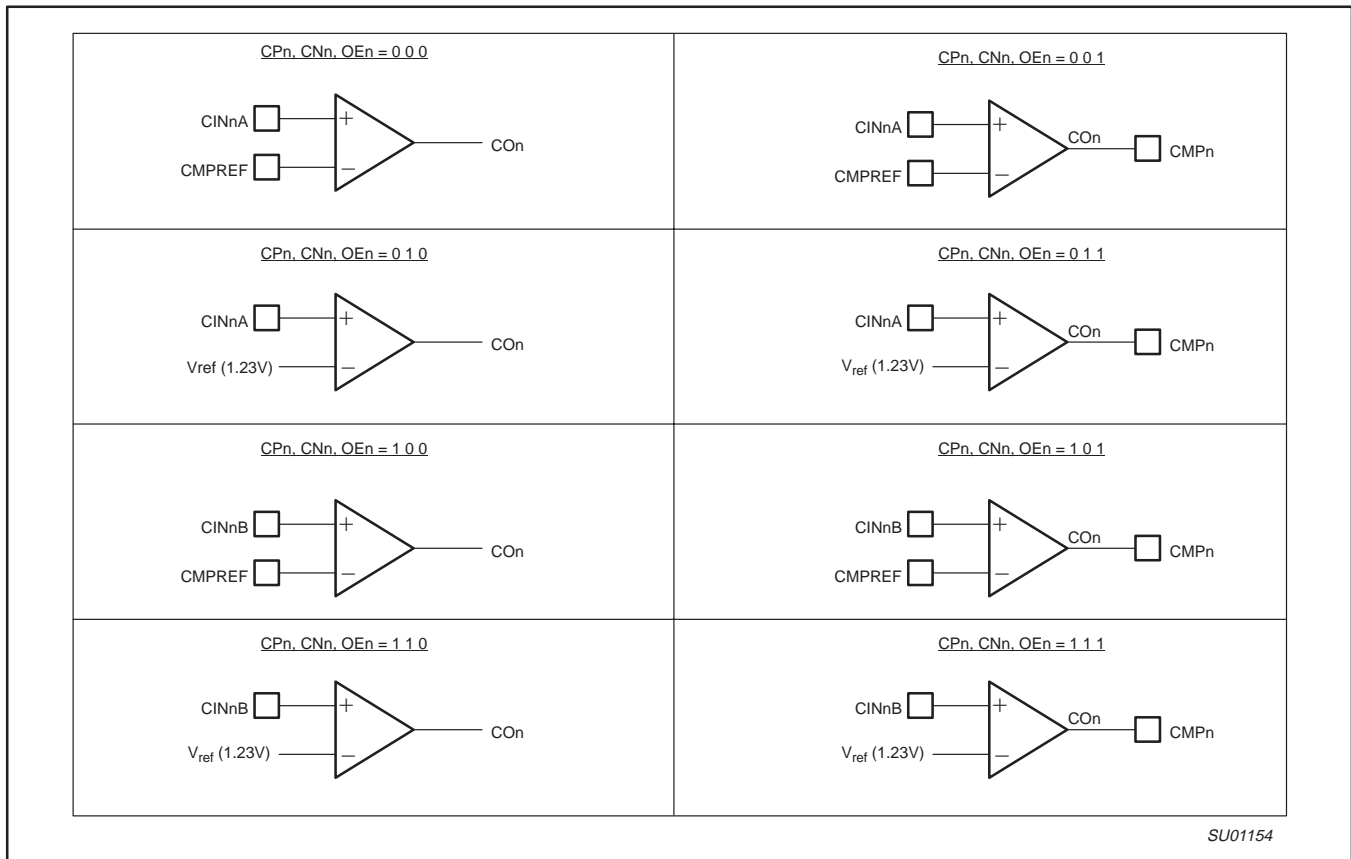 CPn, CNn, OEn = 0 0 0
CINnA
+
CMPREF
–
COn
CPn, CNn, OEn = 0 0 1
CINnA
+
CMPREF
–
COn
CMPn
CPn, CNn, OEn = 0 1 0
CINnA
+
Vref (1.23V)
–
COn
CPn, CNn, OEn = 0 1 1
CINnA
+
Vref (1.23V)
–
COn
CMPn
CPn, CNn, OEn = 1 0 0
CINnB
+
CMPREF
–
COn
CPn, CNn, OEn = 1 0 1
CINnB
+
CMPREF
–
COn
CMPn
CPn, CNn, OEn = 1 1 0
CINnB
+
Vref (1.23V)
–
COn
CPn, CNn, OEn = 1 1 1
CINnB
+
Vref (1.23V)
–
COn
CMPn
SU01154